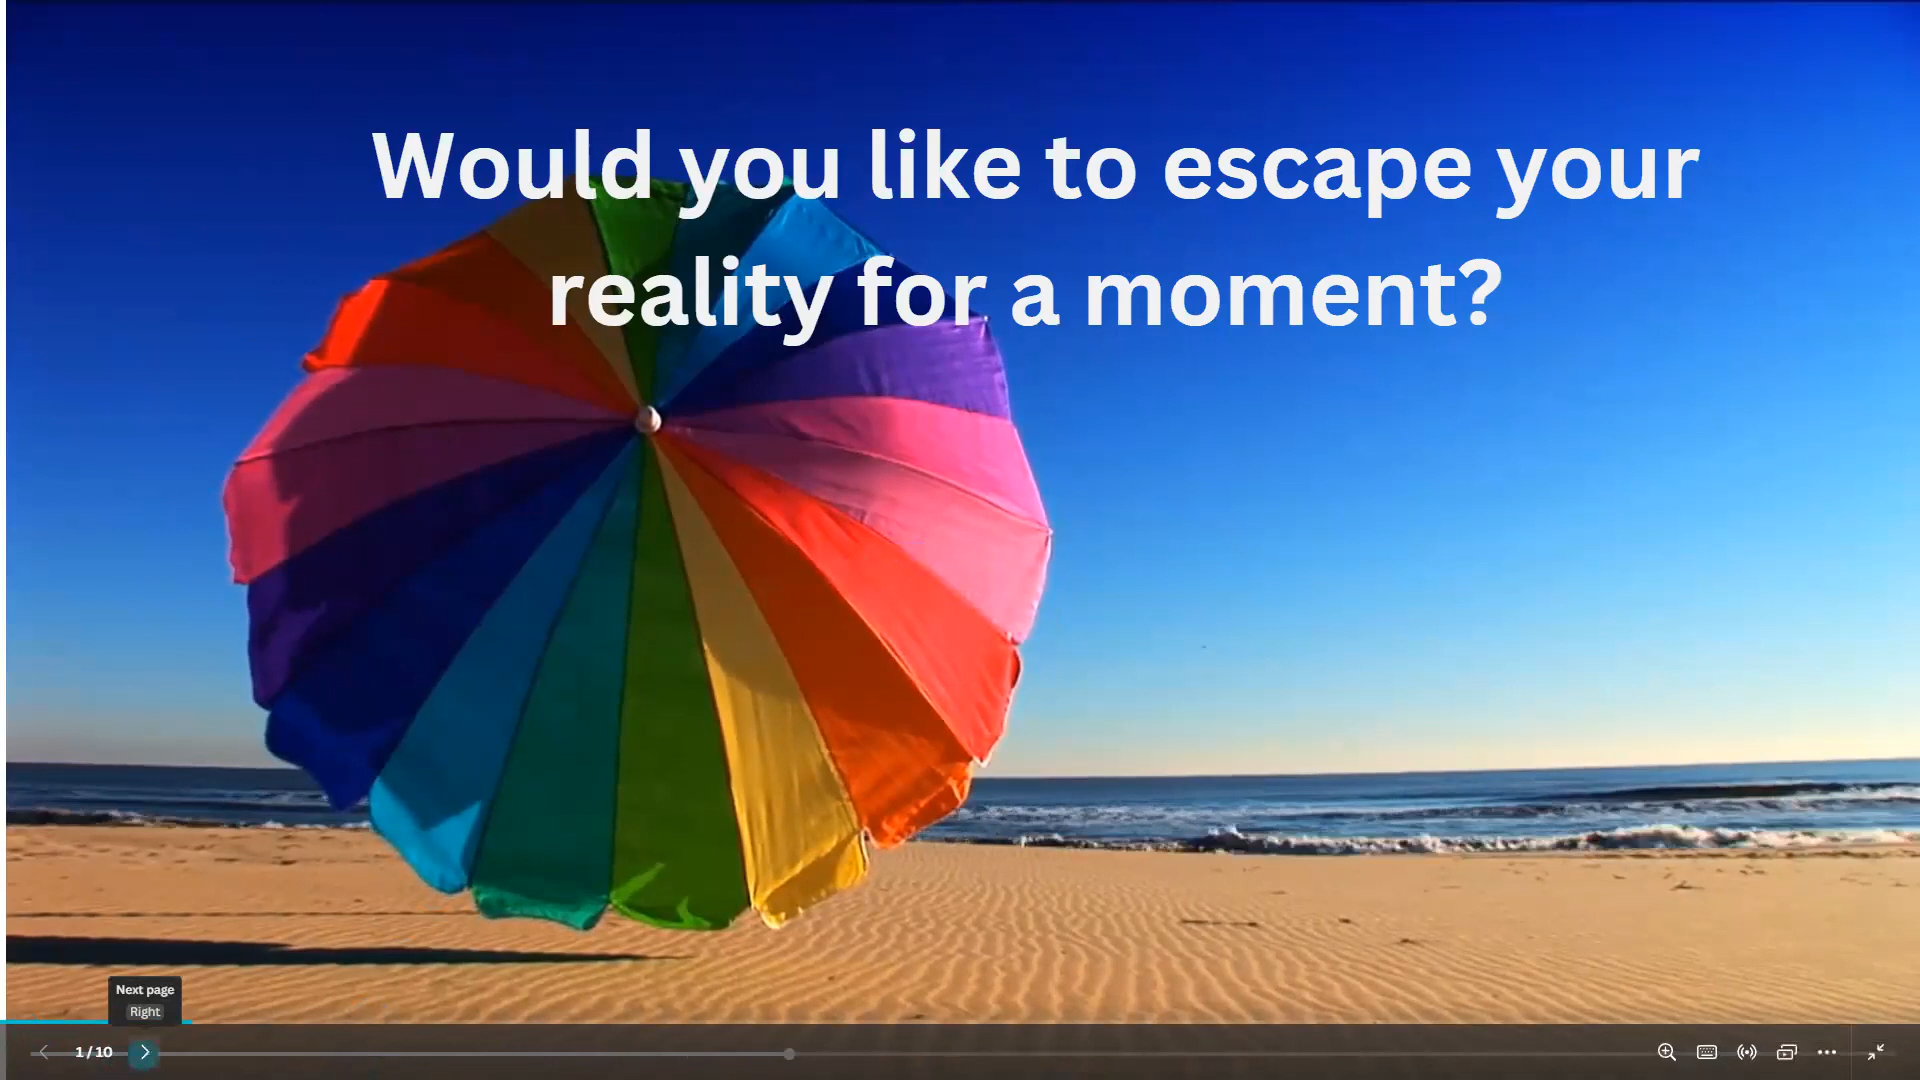 Would you like to escape your
reality for a moment?
Next page
Right
1 / 10